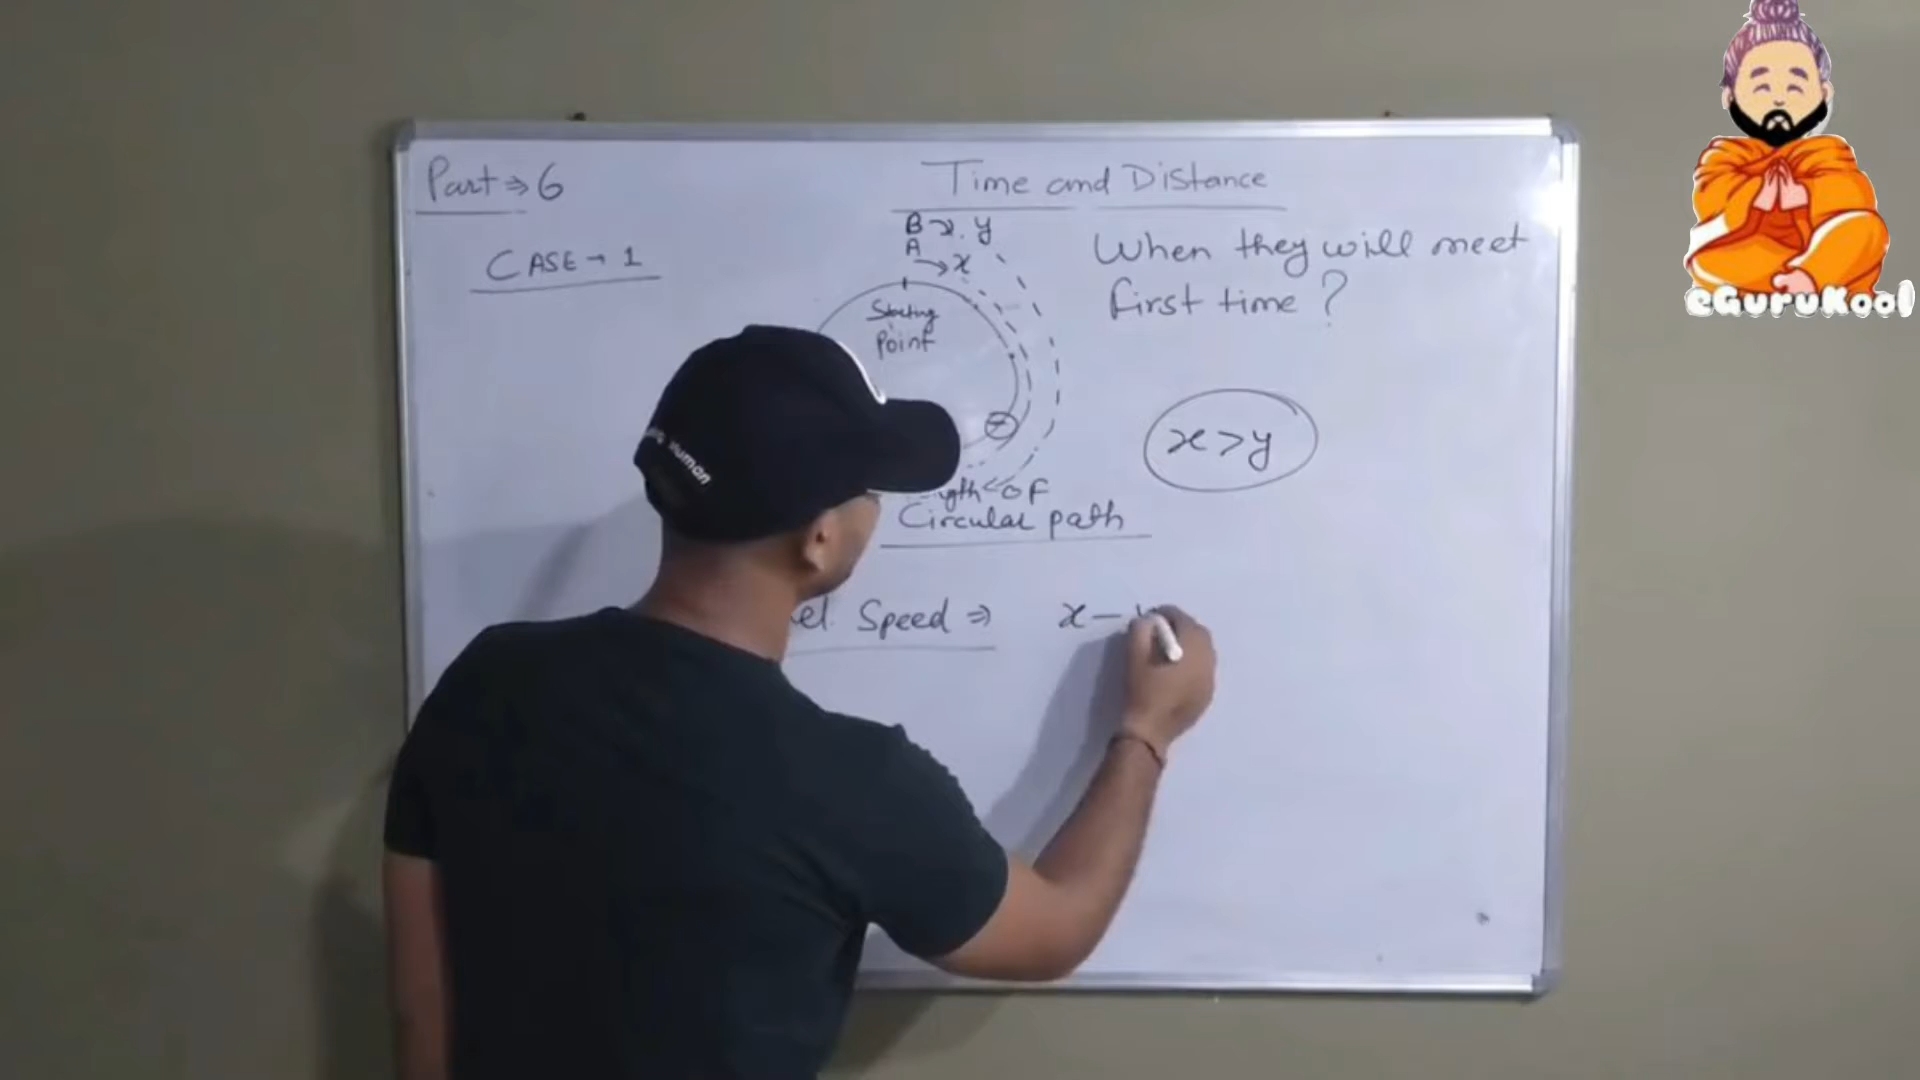 Part ⇒ 6
Time and Distance
CASE → 1
B → y
A → x
Starting
Point
When they will meet
first time?
x > y
of
Circular path
Speed ⇒ x -
eGuruKool
human